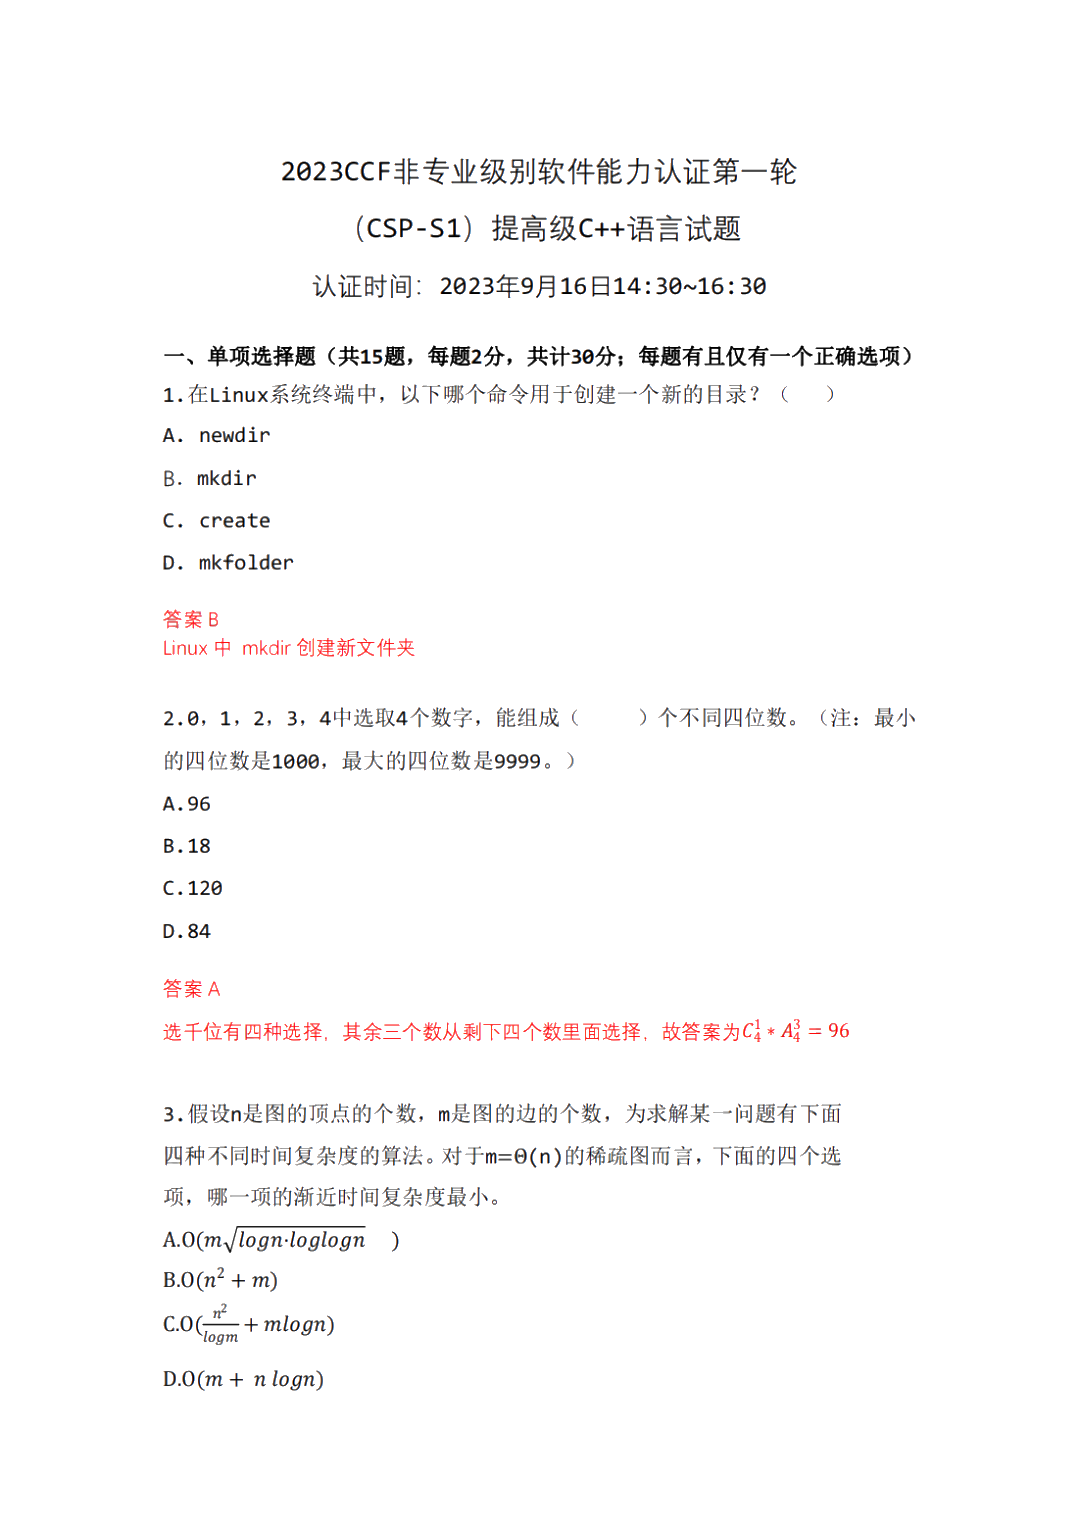 2023CCF非专业级别软件能力认证第一轮
（CSP-S1）提高级C++语言试题
认证时间：2023年9月16日14:30~16:30
一、单项选择题（共15题，每题2分，共计30分；每题有且仅有一个正确选项）
1.在Linux系统终端中，以下哪个命令用于创建一个新的目录？（　）
A. newdir
B. mkdir
C. create
D. mkfolder
答案 B
Linux 中 mkdir 创建新文件夹
2.0，1，2，3，4中选取4个数字，能组成（　）个不同四位数。（注：最小
的四位数是1000，最大的四位数是9999。）
A.96
B.18
C.120
D.84
答案 A
选千位有四种选择，其余三个数从剩下四个数里面选择，故答案为$C_4^1 * A_4^3 = 96$
3.假设n是图的顶点的个数，m是图的边的个数，为求解某一问题有下面
四种不同时间复杂度的算法。对于m=Θ(n)的稀疏图而言，下面的四个选
项，哪一项的渐近时间复杂度最小。
A.O($m\sqrt{logn·loglogn}$ )
B.O($n^2 + m$)
C.O($\frac{n^2}{logm} + mlogn$)
D.O($m + n logn$)